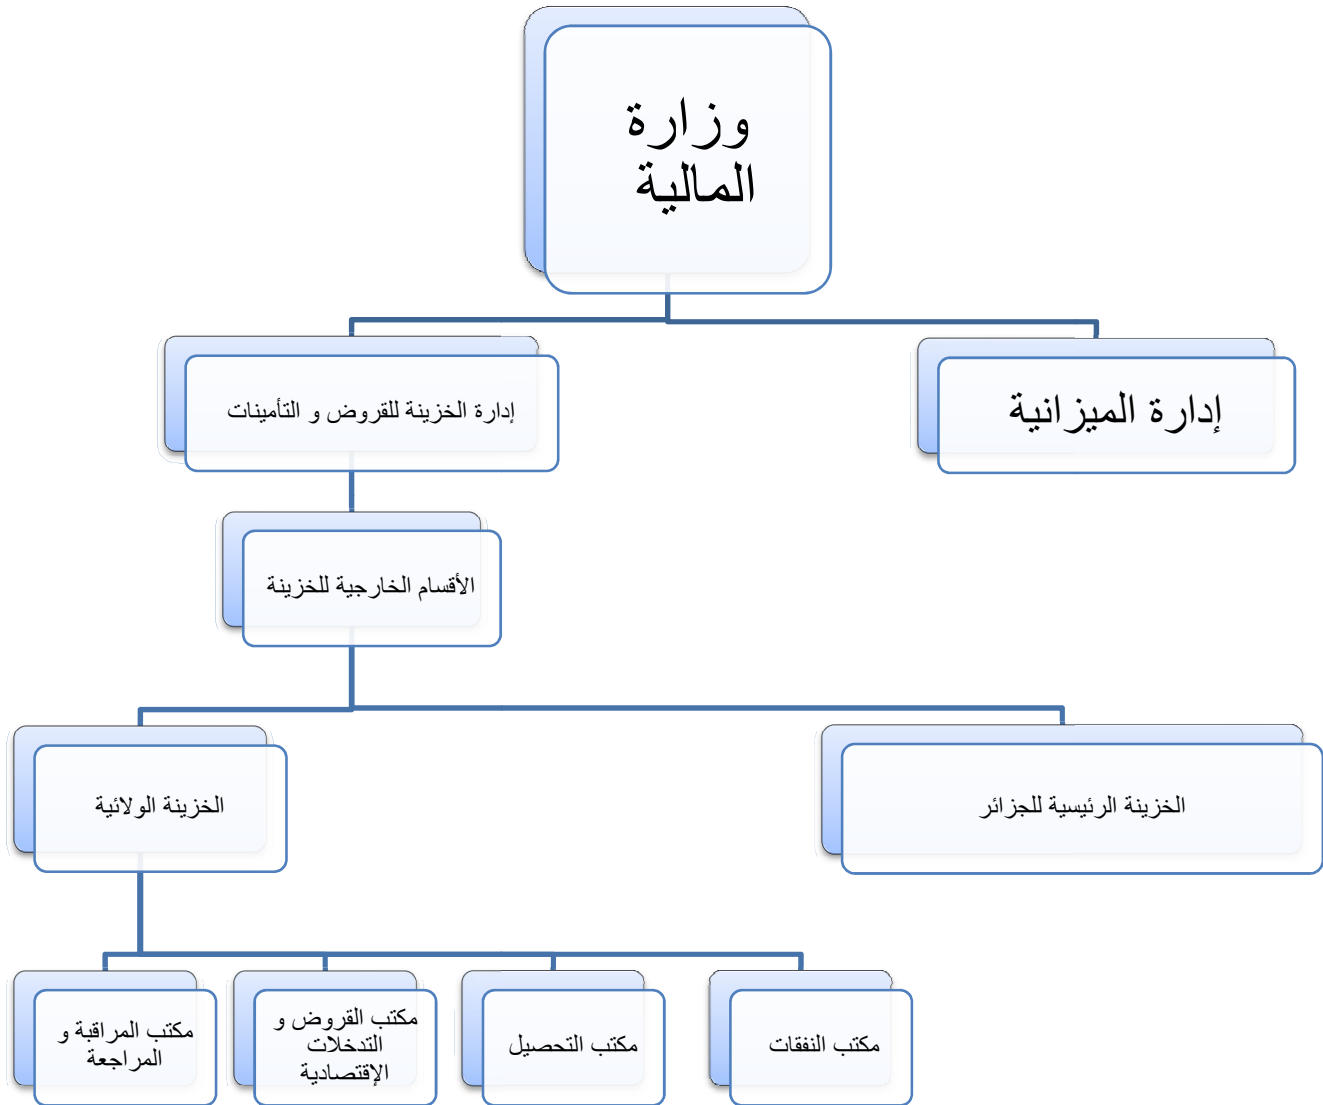 وزارة
المالية
إدارة الميزانية
إدارة الخزينة للقروض و التأمينات
الأقسام الخارجية للخزينة
الخزينة الرئيسية للجزائر
الخزينة الولائية
مكتب النفقات
مكتب التحصيل
مكتب القروض و
التدخلات
الإقتصادية
مكتب المراقبة و
المراجعة